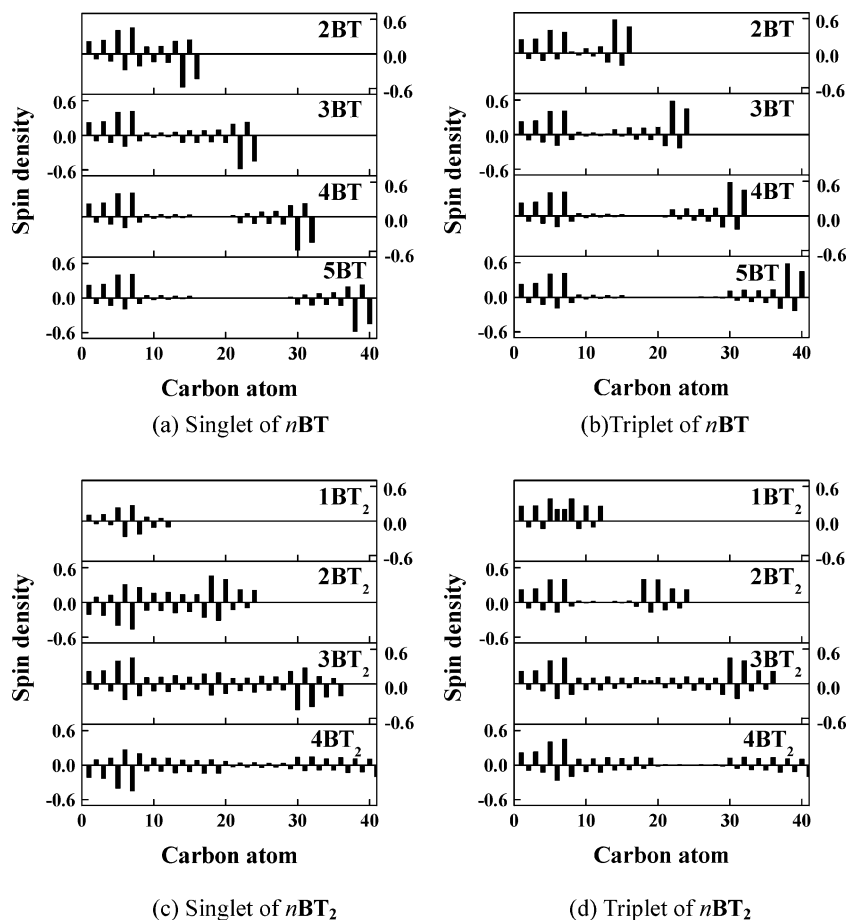 2BT
0.6
0.0
-0.6
0.6
3BT
0.0
-0.6
4BT
0.6
0.0
-0.6
0.6
5BT
0.0
-0.6
0 10 20 30 40
Spin density
Carbon atom
(a) Singlet of nBT
2BT
0.6
0.0
-0.6
0.6
3BT
0.0
-0.6
4BT
0.6
0.0
-0.6
0.6
5BT
0.0
-0.6
0 10 20 30 40
Spin density
Carbon atom
(b)Triplet of nBT
1BT₂
0.6
0.0
-0.6
0.6
2BT₂
0.0
-0.6
3BT₂
0.6
0.0
-0.6
0.6
4BT₂
0.0
-0.6
0 10 20 30 40
Spin density
Carbon atom
(c) Singlet of nBT₂
1BT₂
0.6
0.0
-0.6
0.6
2BT₂
0.0
-0.6
3BT₂
0.6
0.0
-0.6
0.6
4BT₂
0.0
-0.6
0 10 20 30 40
Spin density
Carbon atom
(d) Triplet of nBT₂